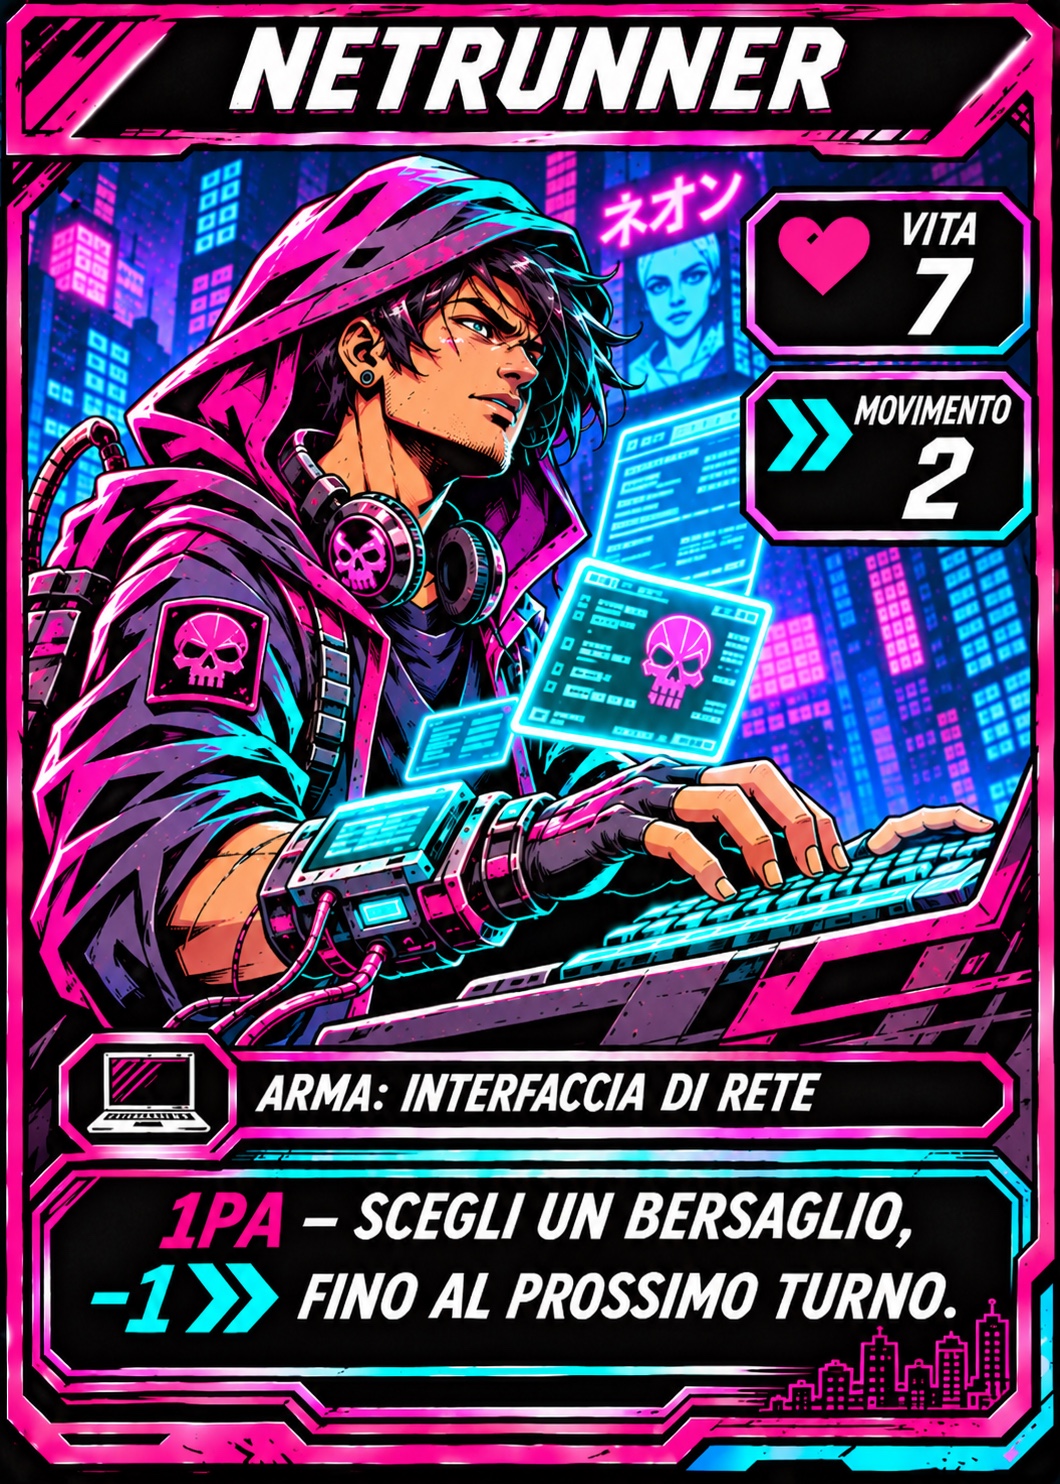 NETRUNNER
ネオン
VITA
7
MOVIMENTO
2
ARMA: INTERFACCIA DI RETE
1PA – SCEGLI UN BERSAGLIO,
-1 FINO AL PROSSIMO TURNO.